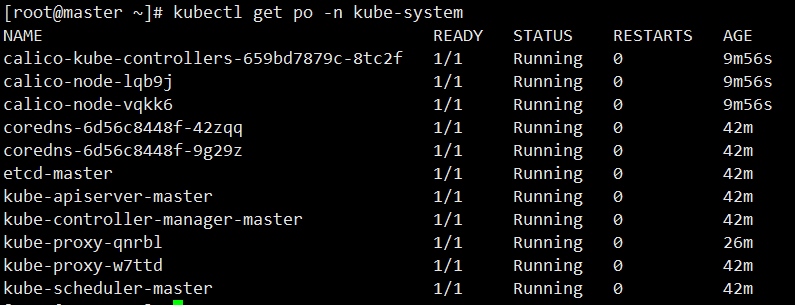 [root@master ~]# kubectl get po -n kube-system
NAME READY STATUS RESTARTS AGE
calico-kube-controllers-659bd7879c-8tc2f 1/1 Running 0 9m56s
calico-node-lqb9j 1/1 Running 0 9m56s
calico-node-vqkk6 1/1 Running 0 9m56s
coredns-6d56c8448f-42zqq 1/1 Running 0 42m
coredns-6d56c8448f-9g29z 1/1 Running 0 42m
etcd-master 1/1 Running 0 42m
kube-apiserver-master 1/1 Running 0 42m
kube-controller-manager-master 1/1 Running 0 42m
kube-proxy-qnrbl 1/1 Running 0 26m
kube-proxy-w7ttd 1/1 Running 0 42m
kube-scheduler-master 1/1 Running 0 42m